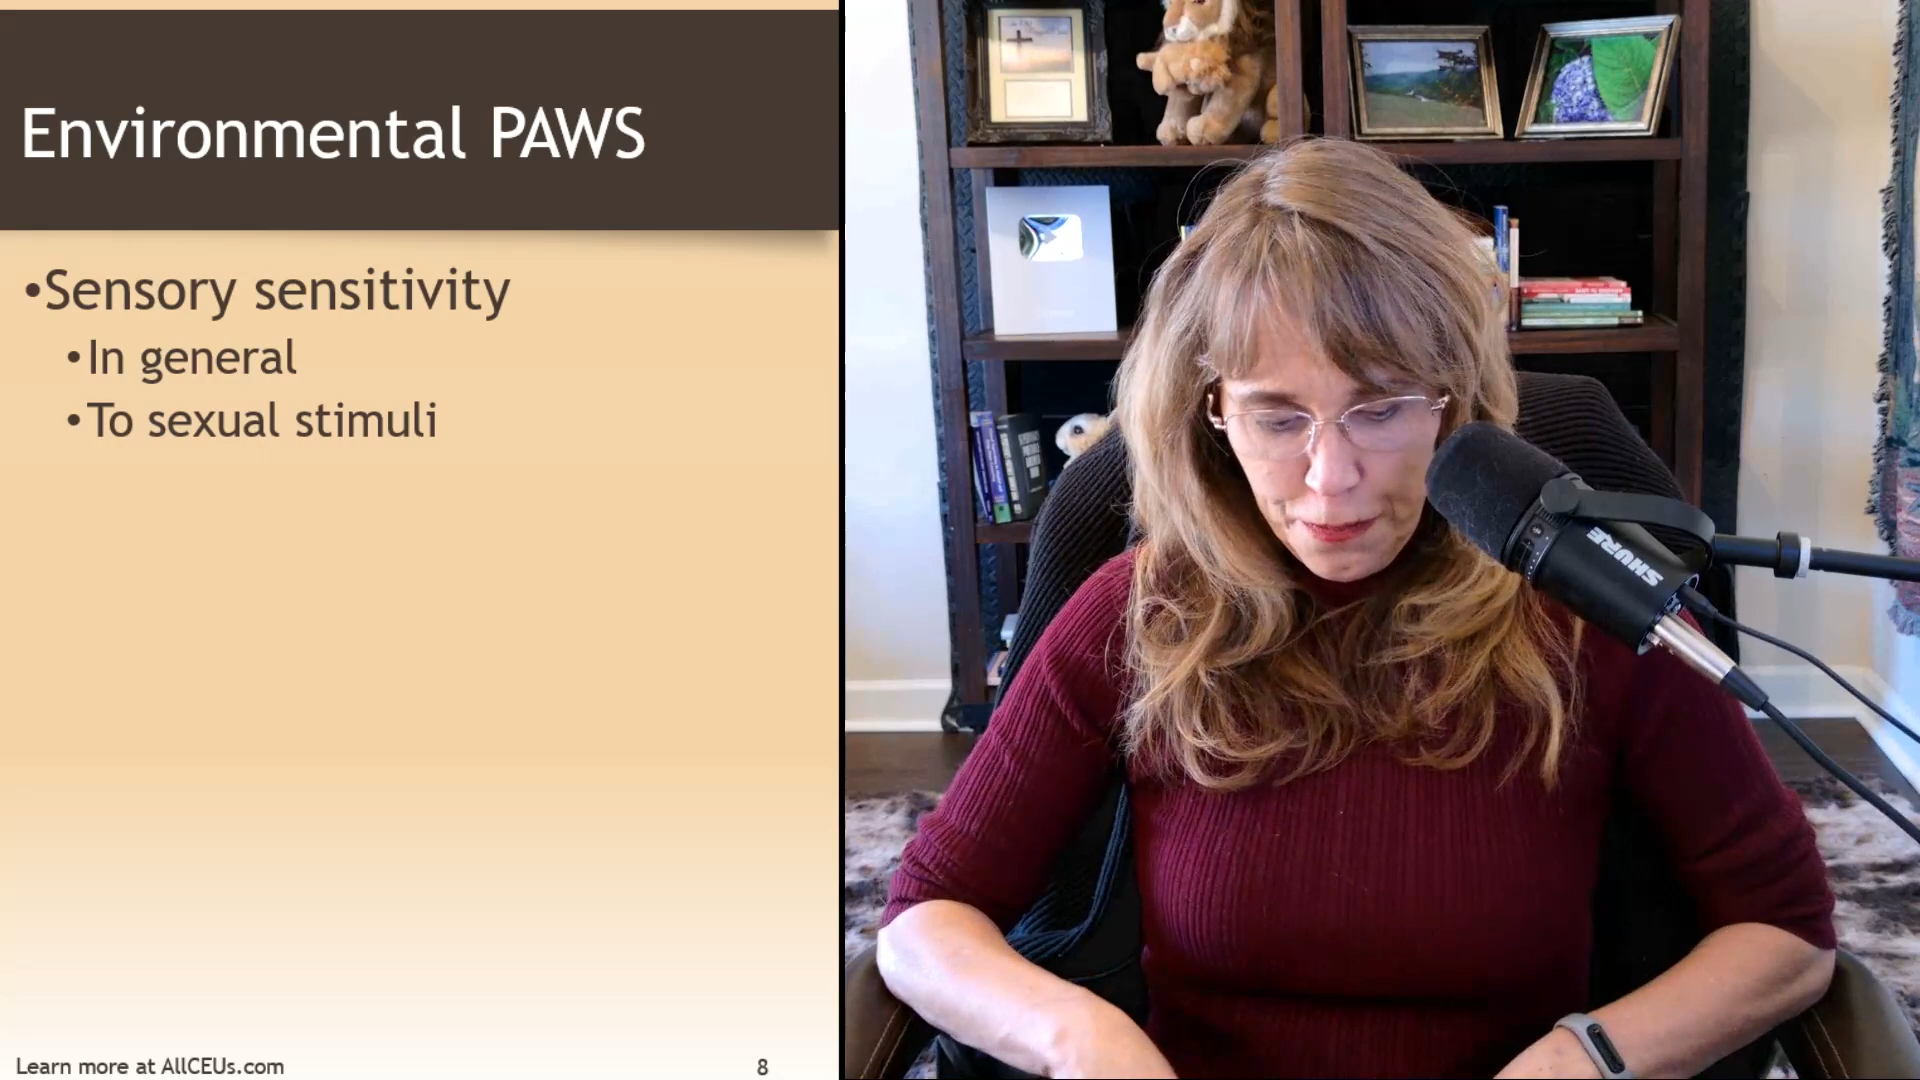 Environmental PAWS
•Sensory sensitivity
•In general
•To sexual stimuli
Learn more at AllCEUs.com
8
SHURE